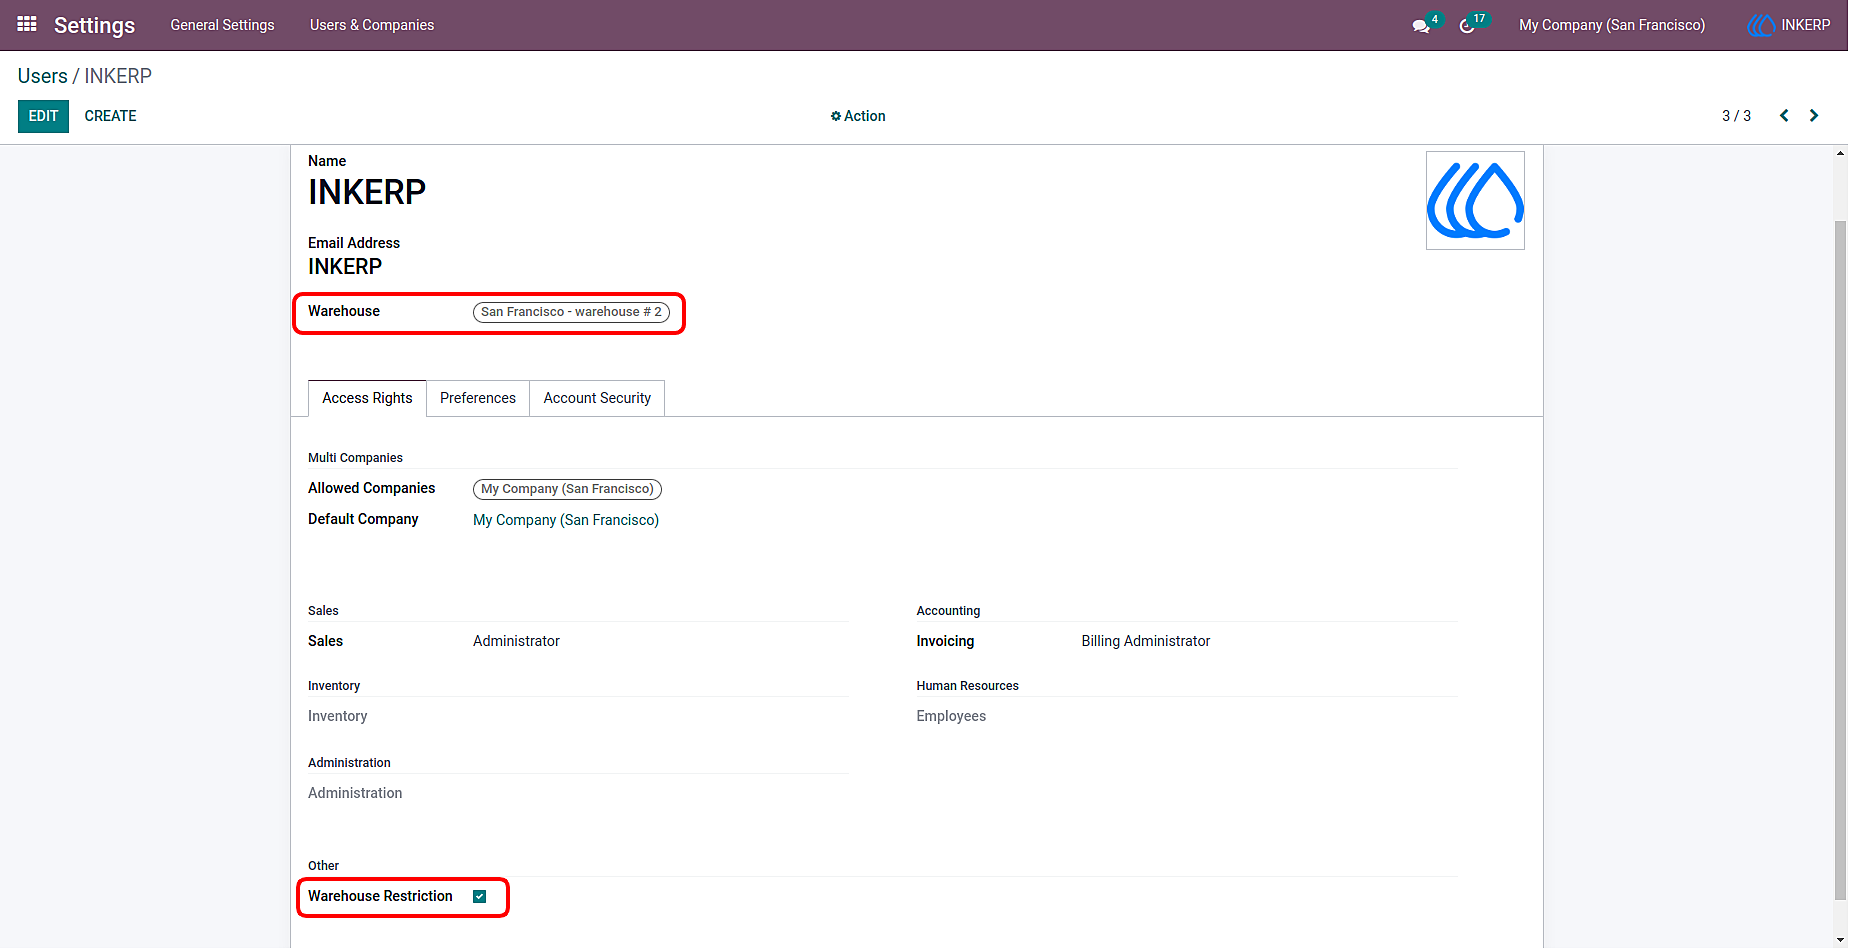 Settings General Settings Users & Companies 4 17 My Company (San Francisco) INKERP
Users / INKERP
EDIT CREATE Action 3 / 3
Name
INKERP
Email Address
INKERP
Warehouse San Francisco - warehouse # 2
Access Rights Preferences Account Security
Multi Companies
Allowed Companies My Company (San Francisco)
Default Company My Company (San Francisco)
Sales Accounting
Sales Administrator Invoicing Billing Administrator
Inventory Human Resources
Inventory Employees
Administration
Administration
Other
Warehouse Restriction